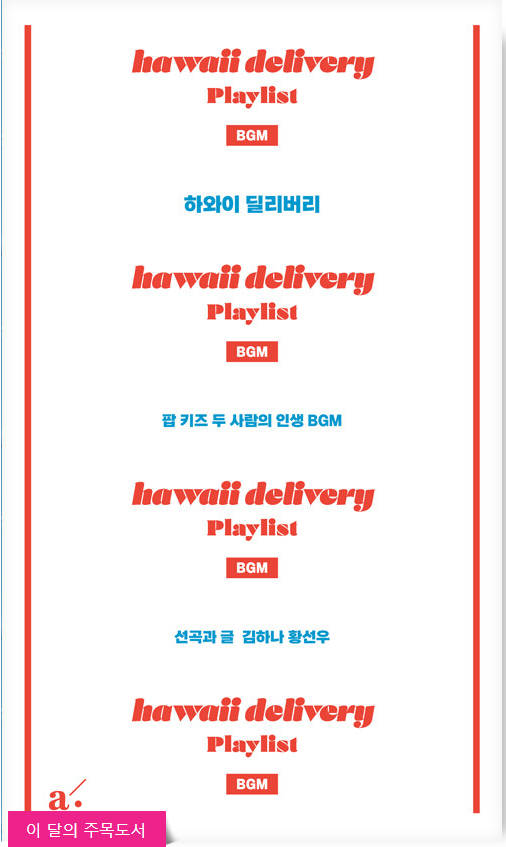 hawaii delivery
Playlist
BGM
하와이 딜리버리
hawaii delivery
Playlist
BGM
팝 키즈 두 사람의 인생 BGM
hawaii delivery
Playlist
BGM
선곡과 글 김하나 황선우
hawaii delivery
Playlist
BGM
a
이 달의 주목도서